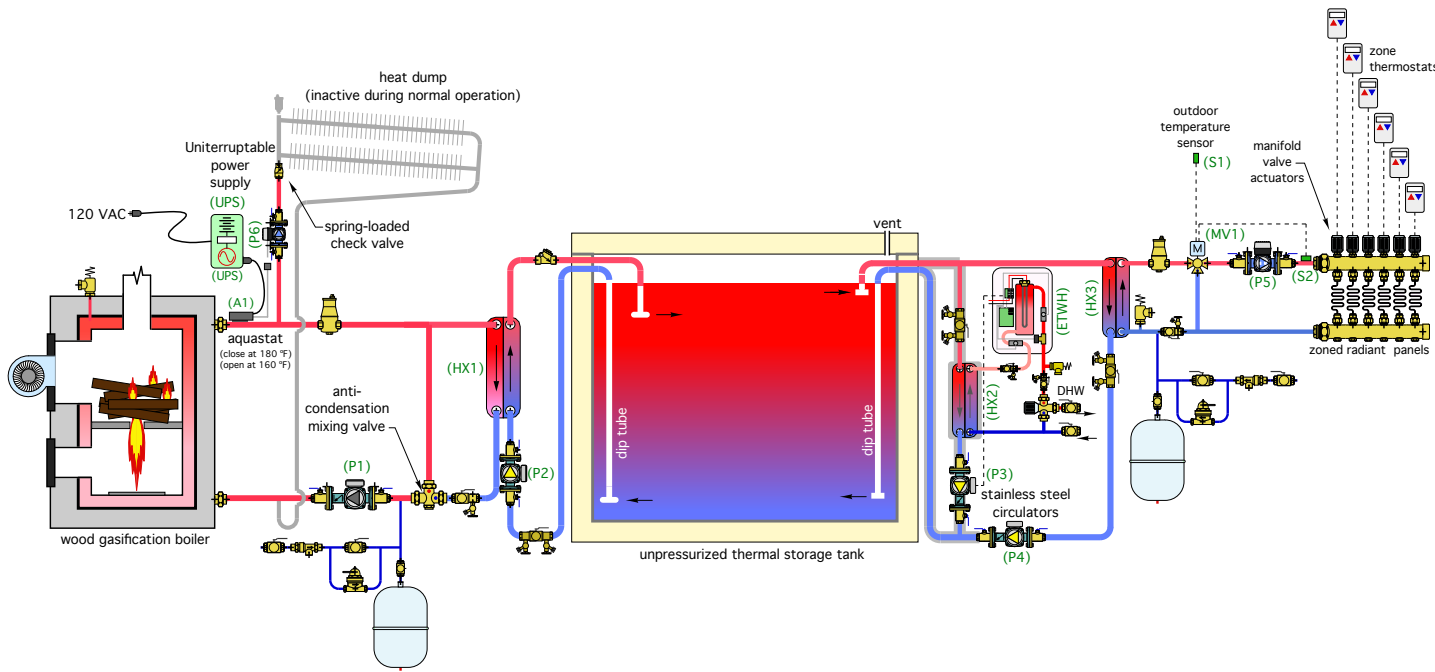 heat dump
(inactive during normal operation)
zone
thermostats
outdoor
temperature
sensor
(S1)
manifold
valve
actuators
Uniterruptable
power
supply
(UPS)
120 VAC
(P6)
spring-loaded
check valve
(UPS)
vent
(MV1)
M
(P5)
(S2)
(A1)
aquastat
(close at 180 ºF)
(open at 160 ºF)
(HX1)
(ETWH)
(HX3)
zoned radiant panels
anti-
condensation
mixing valve
dip tube
dip tube
(HX2)
DHW
(P1)
(P2)
(P3)
stainless steel
circulators
(P4)
wood gasification boiler
unpressurized thermal storage tank